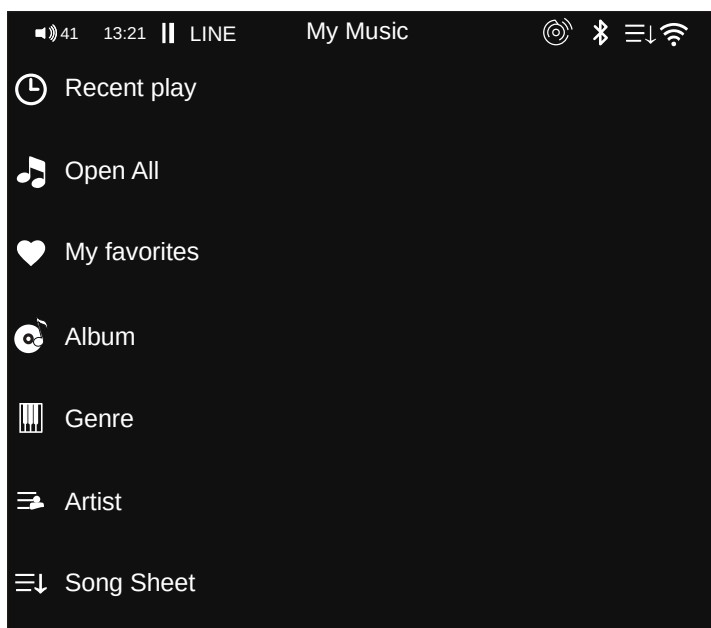 41 13:21 LINE My Music
Recent play
Open All
My favorites
Album
Genre
Artist
Song Sheet